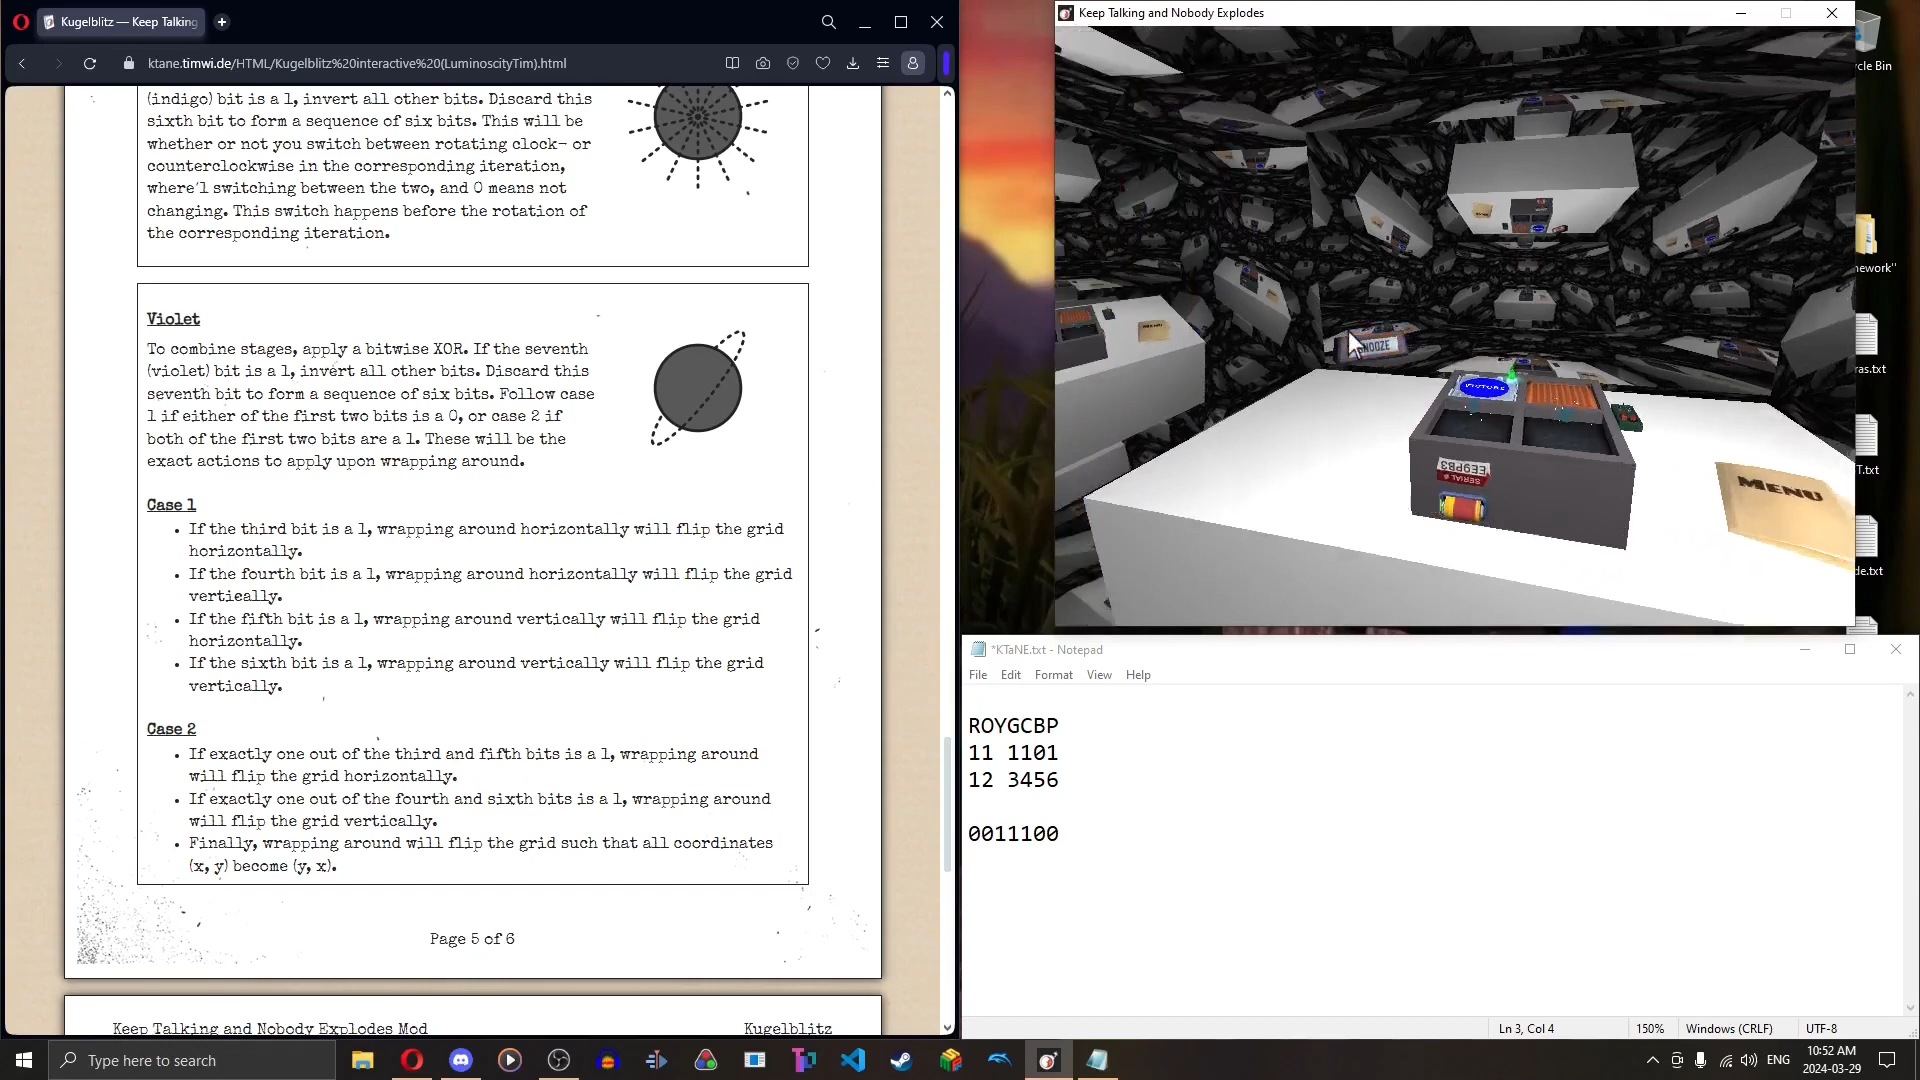 Kugelblitz — Keep Talking
ktane.timwi.de/HTML/Kugelblitz%20interactive%20(LuminoscityTim).html
(indigo) bit is a 1, invert all other bits. Discard this
sixth bit to form a sequence of six bits. This will be
whether or not you switch between rotating clock- or
counterclockwise in the corresponding iteration,
where 1 switching between the two, and 0 means not
changing. This switch happens before the rotation of
the corresponding iteration.
Violet
To combine stages, apply a bitwise XOR. If the seventh
(violet) bit is a 1, invert all other bits. Discard this
seventh bit to form a sequence of six bits. Follow case
1 if either of the first two bits is a 0, or case 2 if
both of the first two bits are a 1. These will be the
exact actions to apply upon wrapping around.
Case 1
• If the third bit is a 1, wrapping around horizontally will flip the grid
horizontally.
• If the fourth bit is a 1, wrapping around horizontally will flip the grid
vertically.
• If the fifth bit is a 1, wrapping around vertically will flip the grid
horizontally.
• If the sixth bit is a 1, wrapping around vertically will flip the grid
vertically.
Case 2
• If exactly one out of the third and fifth bits is a 1, wrapping around
will flip the grid horizontally.
• If exactly one out of the fourth and sixth bits is a 1, wrapping around
will flip the grid vertically.
• Finally, wrapping around will flip the grid such that all coordinates
(x, y) become (y, x).
Page 5 of 6
Keep Talking and Nobody Explodes Mod
Kugelblitz
Keep Talking and Nobody Explodes
SNOOZE
EE9PB3
SERIAL #
MENU
cle Bin
ework"
ras.txt
T.txt
de.txt
*KTaNE.txt - Notepad
File Edit Format View Help
ROYGCBP
11 1101
12 3456
0011100
Ln 3, Col 4
150%
Windows (CRLF)
UTF-8
Type here to search
ENG
10:52 AM
2024-03-29